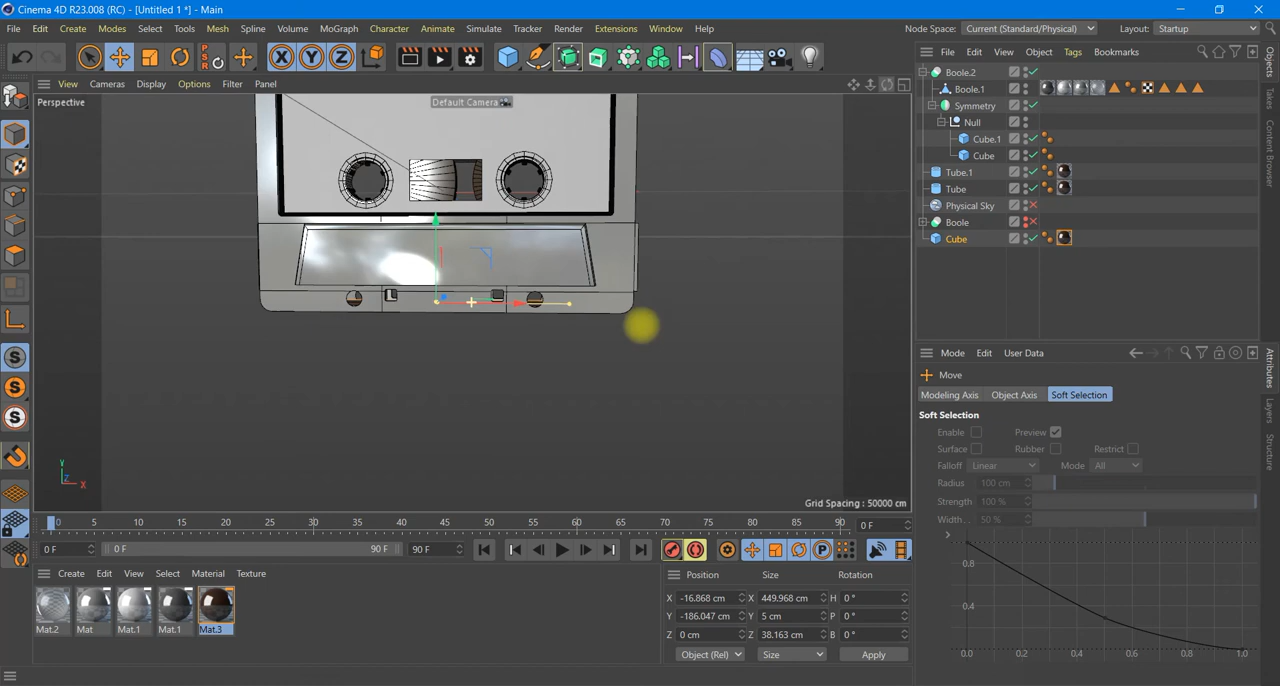 Cinema 4D R23.008 (RC) - [Untitled 1 *] - Main
File Edit Create Modes Select Tools Mesh Spline Volume MoGraph Character Animate Simulate Tracker Render Extensions Window Help Node Space: Current (Standard/Physical) Layout: Startup
PSR X Y Z File Edit View Object Tags Bookmarks
View Cameras Display Options Filter Panel
Perspective Default Camera
Boole.2
Boole.1
Symmetry
Null
Cube.1
Cube
Tube.1
Tube
Physical Sky
Boole
Cube
Objects
Takes
Content Browser
Mode Edit User Data
Move
Modeling Axis Object Axis Soft Selection
Soft Selection
Enable Preview
Surface Rubber Restrict
Falloff Linear Mode All
Radius 100 cm
Strength 100 %
Width . . 50 %
0.8
0.4
0.0 0.2 0.4 0.6 0.8 1.0
Attributes
Layers
Structure
Y
Z X
Grid Spacing : 50000 cm
0 5 10 15 20 25 30 35 40 45 50 55 60 65 70 75 80 85 90 0 F
0 F 0 F 90 F 90 F
Create Edit View Select Material Texture
Mat.2 Mat Mat.1 Mat.1 Mat.3
Position Size Rotation
X -16.868 cm X 449.968 cm H 0 °
Y -186.047 cm Y 5 cm P 0 °
Z 0 cm Z 38.163 cm B 0 °
Object (Rel) Size Apply